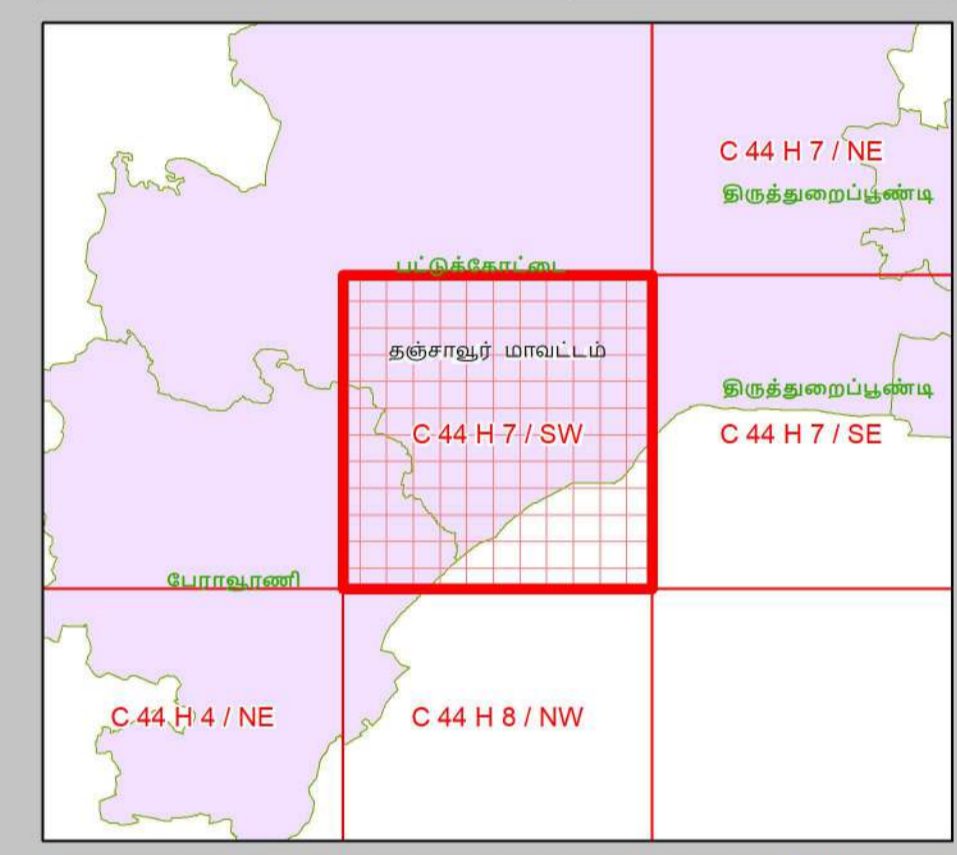 C 44 H 7 / NE
திருத்துறைப்பூண்டி
பட்டுக்கோட்டை
தஞ்சாவூர் மாவட்டம்
திருத்துறைப்பூண்டி
C 44 H 7 / SW
C 44 H 7 / SE
பேராவூரணி
C 44 H 4 / NE
C 44 H 8 / NW